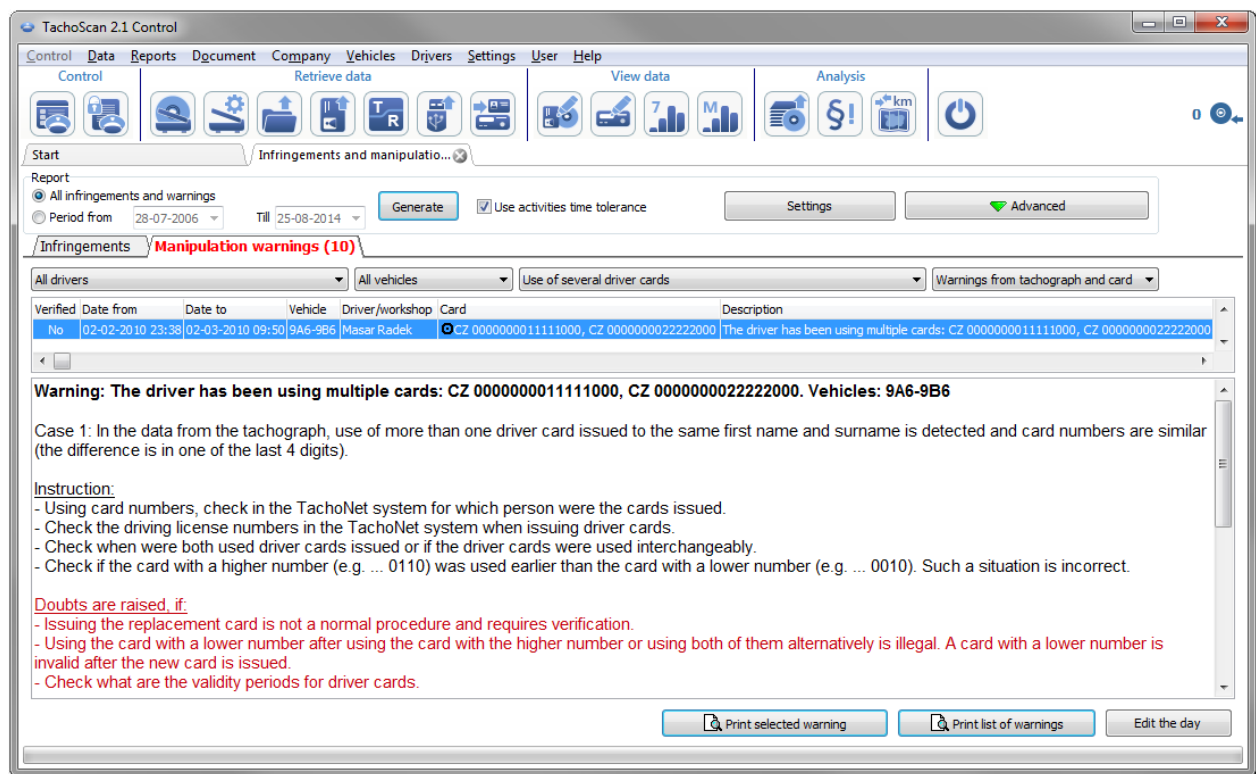 TachoScan 2.1 Control
Control Data Reports Document Company Vehicles Drivers Settings User Help
Control Retrieve data View data Analysis
T R 7 M §! km 0
Start Infringements and manipulatio...
Report
All infringements and warnings
Period from 28-07-2006 Till 25-08-2014 Generate Use activities time tolerance Settings Advanced
Infringements Manipulation warnings (10)
All drivers All vehicles Use of several driver cards Warnings from tachograph and card
Verified Date from Date to Vehicle Driver/workshop Card Description
No 02-02-2010 23:38 02-03-2010 09:50 9A6-9B6 Masar Radek CZ 0000000011111000, CZ 0000000022222000 The driver has been using multiple cards: CZ 0000000011111000, CZ 0000000022222000
Warning: The driver has been using multiple cards: CZ 0000000011111000, CZ 0000000022222000. Vehicles: 9A6-9B6
Case 1: In the data from the tachograph, use of more than one driver card issued to the same first name and surname is detected and card numbers are similar
(the difference is in one of the last 4 digits).
Instruction:
- Using card numbers, check in the TachoNet system for which person were the cards issued.
- Check the driving license numbers in the TachoNet system when issuing driver cards.
- Check when were both used driver cards issued or if the driver cards were used interchangeably.
- Check if the card with a higher number (e.g. ... 0110) was used earlier than the card with a lower number (e.g. ... 0010). Such a situation is incorrect.
Doubts are raised, if:
- Issuing the replacement card is not a normal procedure and requires verification.
- Using the card with a lower number after using the card with the higher number or using both of them alternatively is illegal. A card with a lower number is
invalid after the new card is issued.
- Check what are the validity periods for driver cards.
Print selected warning Print list of warnings Edit the day